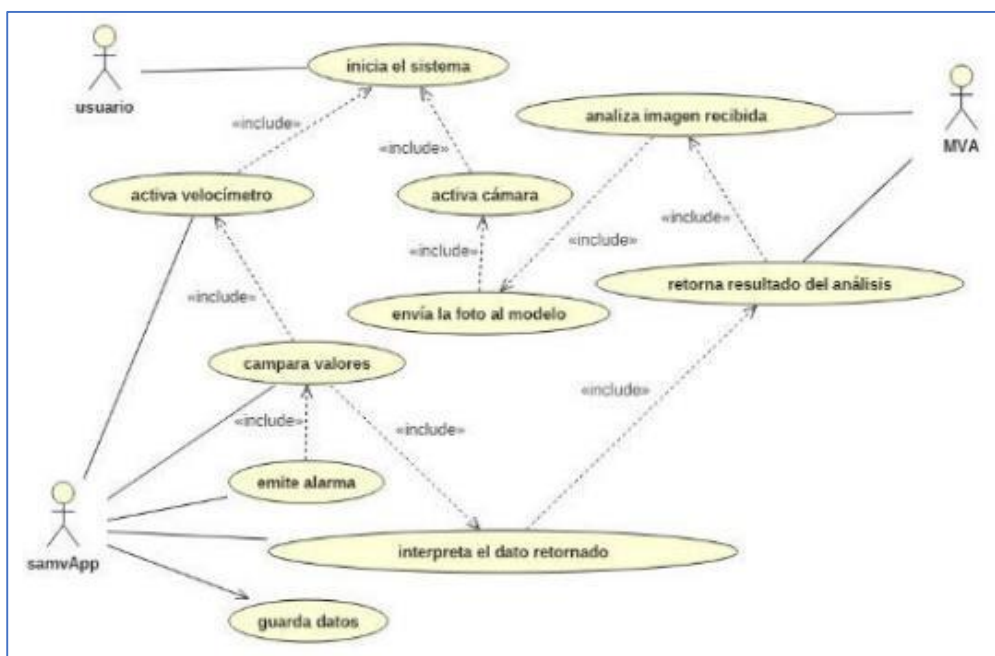 inicia el sistema
usuario
analiza imagen recibida
MVA
«include»
«include»
activa velocímetro
activa cámara
«include»
«include»
«include»
retorna resultado del análisis
«include»
envía la foto al modelo
campara valores
«include»
«include»
«include»
emite alarma
interpreta el dato retornado
samvApp
guarda datos